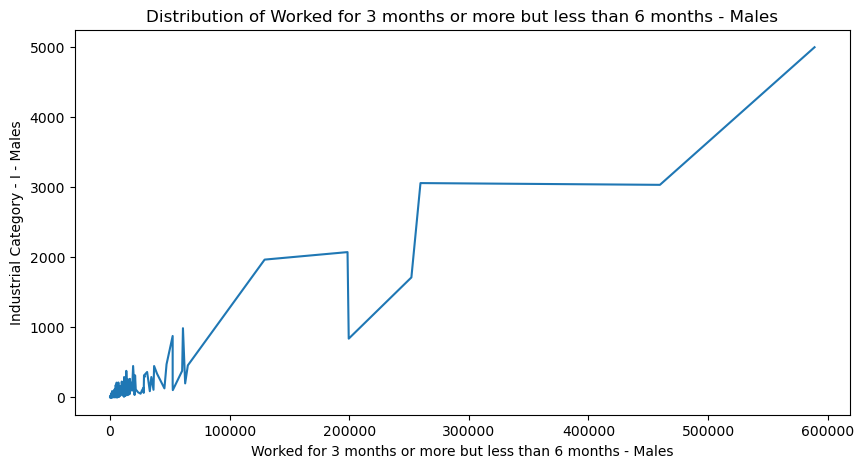 Distribution of Worked for 3 months or more but less than 6 months - Males
5000
4000
3000
2000
1000
0
Industrial Category - I - Males
0 100000 200000 300000 400000 500000 600000
Worked for 3 months or more but less than 6 months - Males